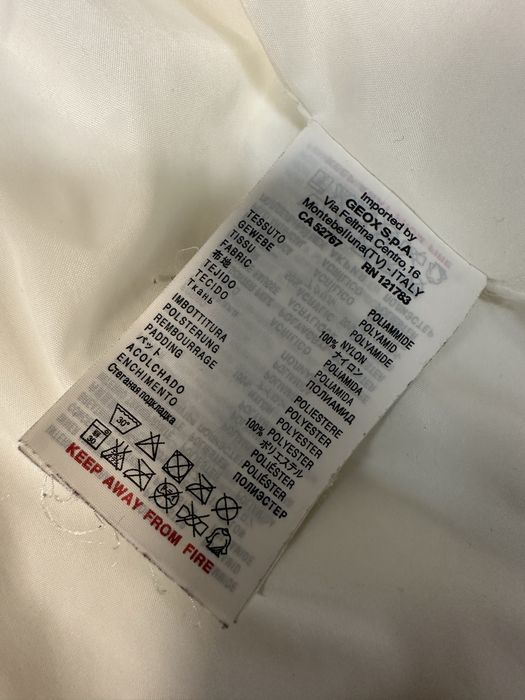 Imported by
GEOX S.p.A.
Via Feltrina Centro, 16
Montebelluna(TV)-ITALY
CA 52767 RN 121783
TESSUTO
GEWEBE
TISSU
FABRIC
布地
TEJIDO
TECIDO
Ткань
POLIAMMIDE
POLYAMID
POLYAMIDE
100% NYLON
ナイロン
POLIAMIDA
POLIAMIDA
ПОЛИАМИД
IMBOTTITURA
POLSTERUNG
REMBOURRAGE
PADDING
パット
ACOLCHADO
ENCHIMENTO
Стеганая подкладка
POLIESTERE
POLYESTER
POLYESTER
POLYESTER
100% ポリエステル
POLIÉSTER
POLIÉSTER
ПОЛИЭСТЕР
30°
30
KEEP AWAY FROM FIRE